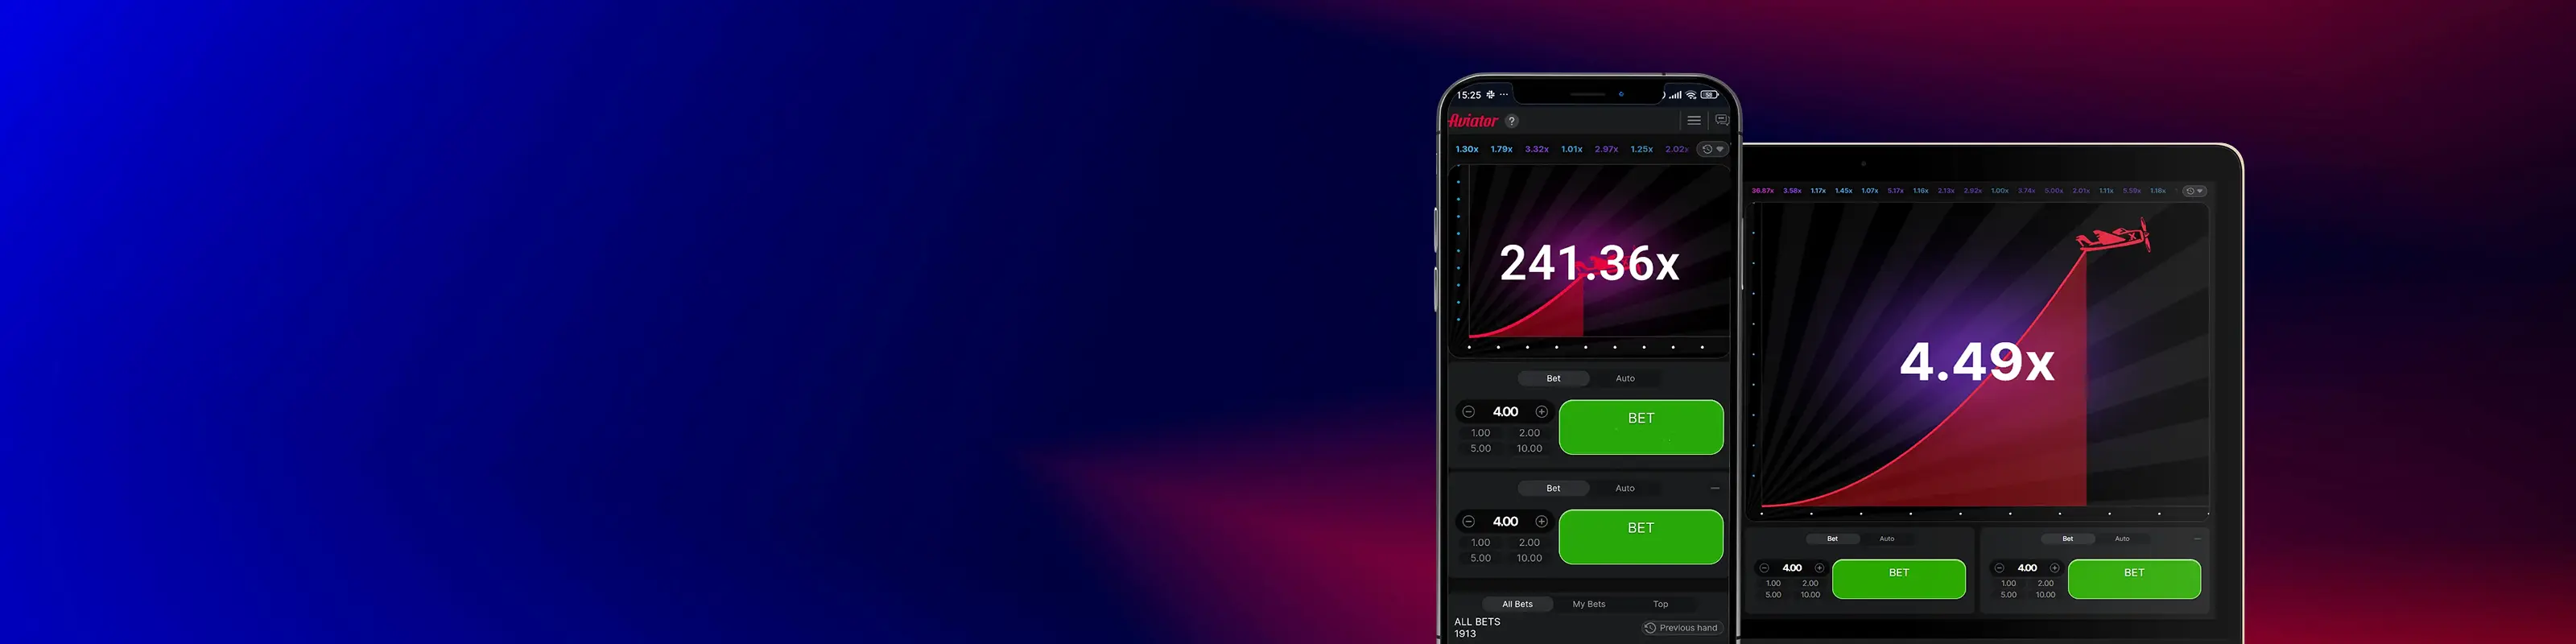 15:25
Aviator ?
1.30x 1.79x 3.32x 1.01x 2.97x 1.25x 2.02x
241.36x
Bet Auto
4.00
BET
1.00 2.00
5.00 10.00
Bet Auto
4.00
BET
1.00 2.00
5.00 10.00
All Bets My Bets Top
ALL BETS
1913
Previous hand
36.87x 3.58x 1.17x 1.45x 1.07x 5.17x 1.16x 2.13x 2.92x 1.00x 3.74x 5.00x 2.01x 1.11x 5.59x 1.18x
4.49x
Bet Auto
4.00
BET
1.00 2.00
5.00 10.00
Bet Auto
4.00
BET
1.00 2.00
5.00 10.00